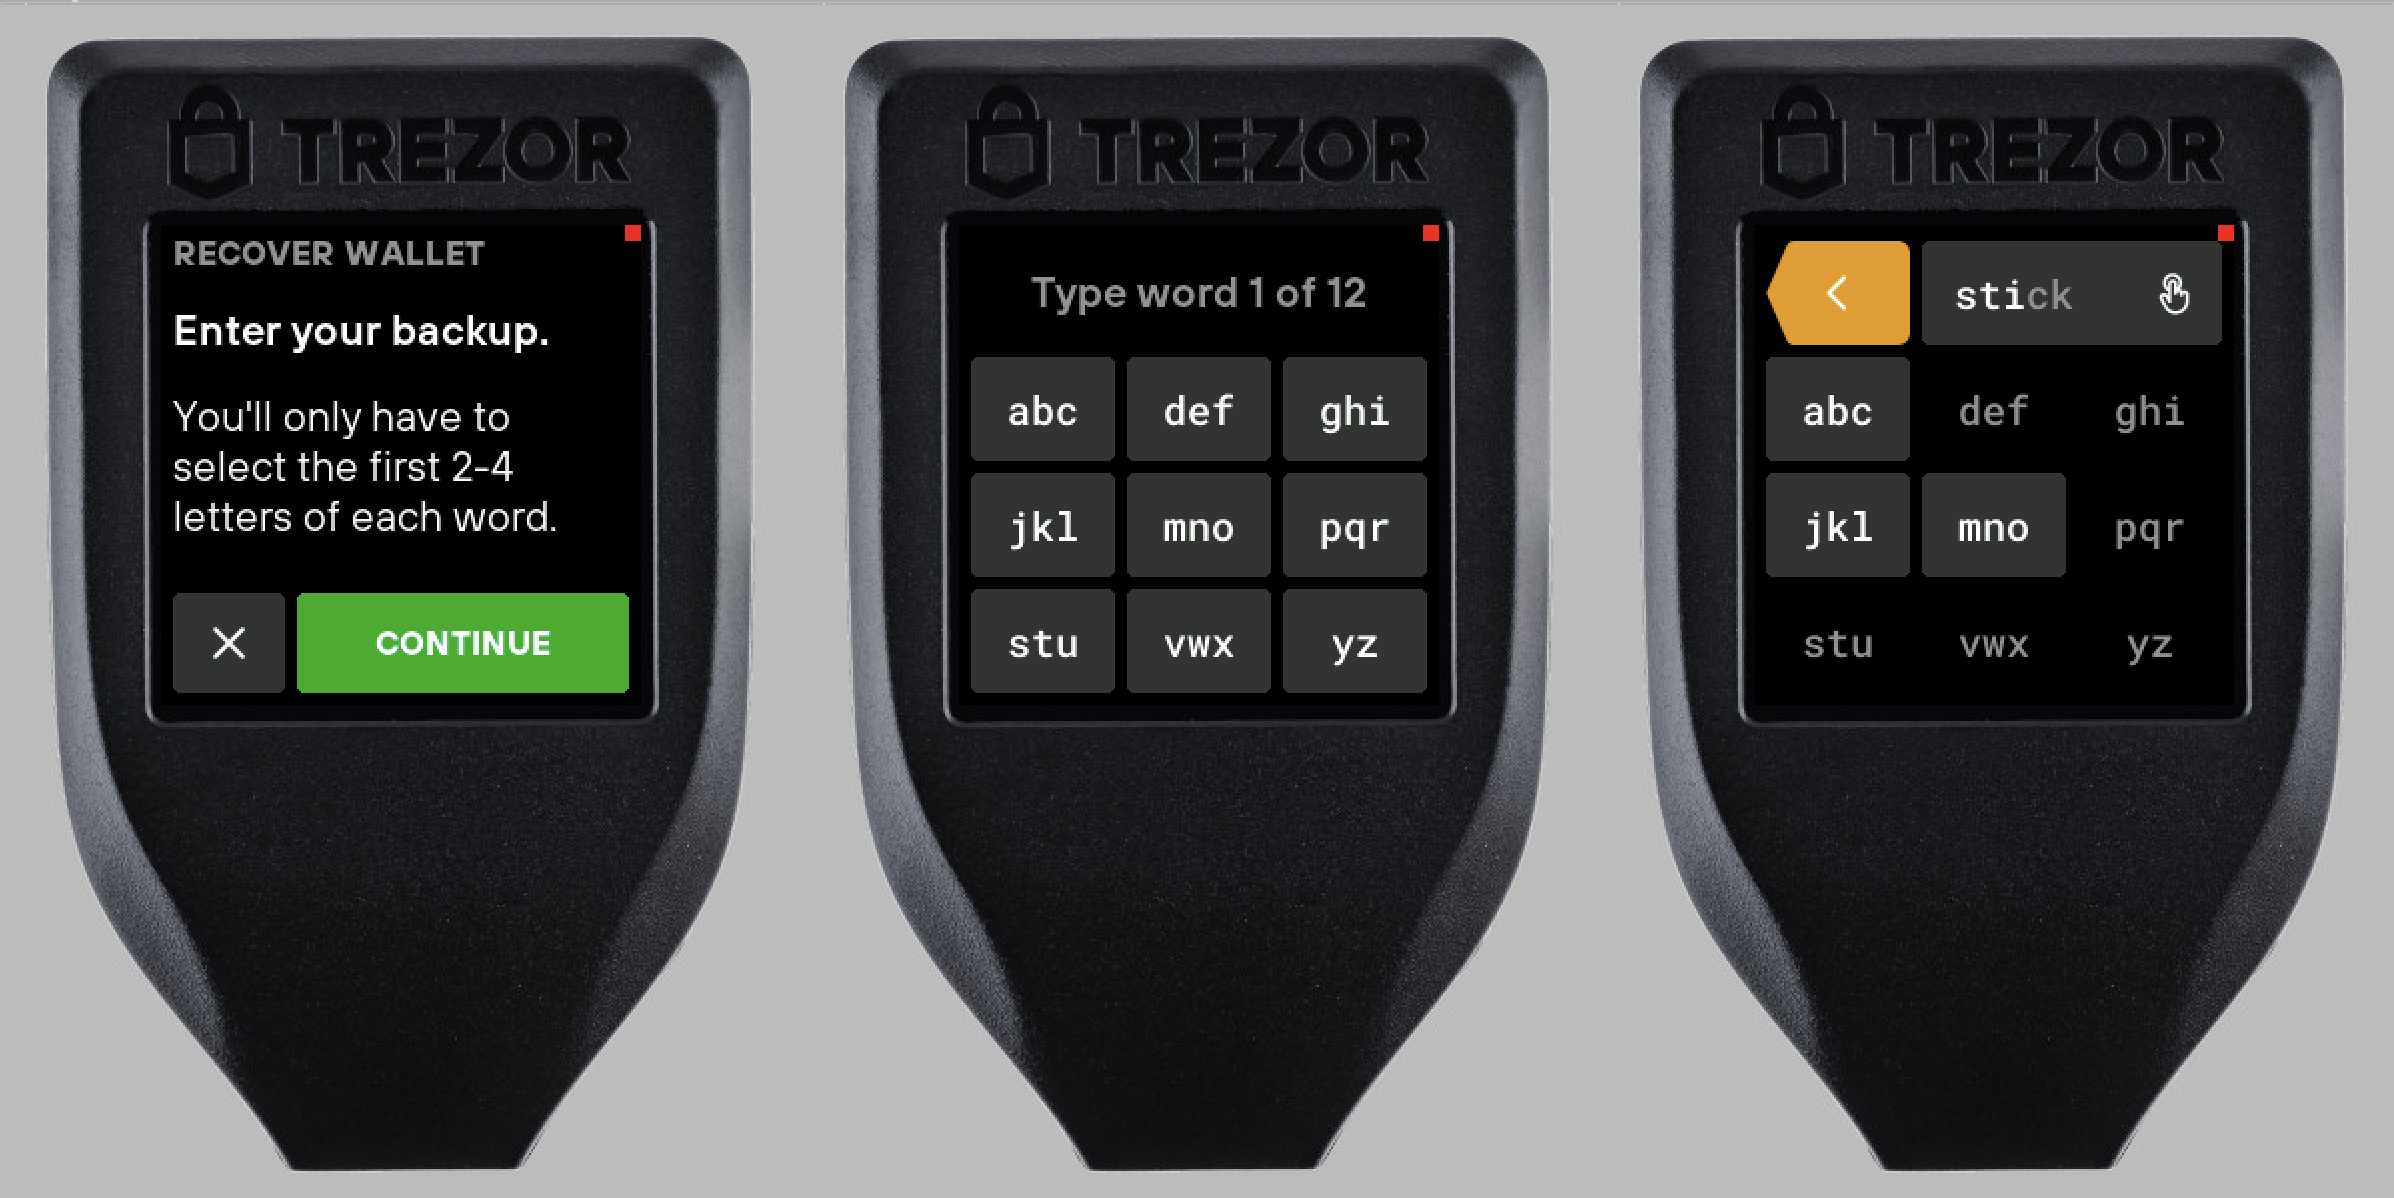 TREZOR
RECOVER WALLET
Enter your backup.
You'll only have to
select the first 2-4
letters of each word.
CONTINUE
TREZOR
Type word 1 of 12
abc def ghi
jkl mno pqr
stu vwx yz
TREZOR
stick
abc def ghi
jkl mno pqr
stu vwx yz